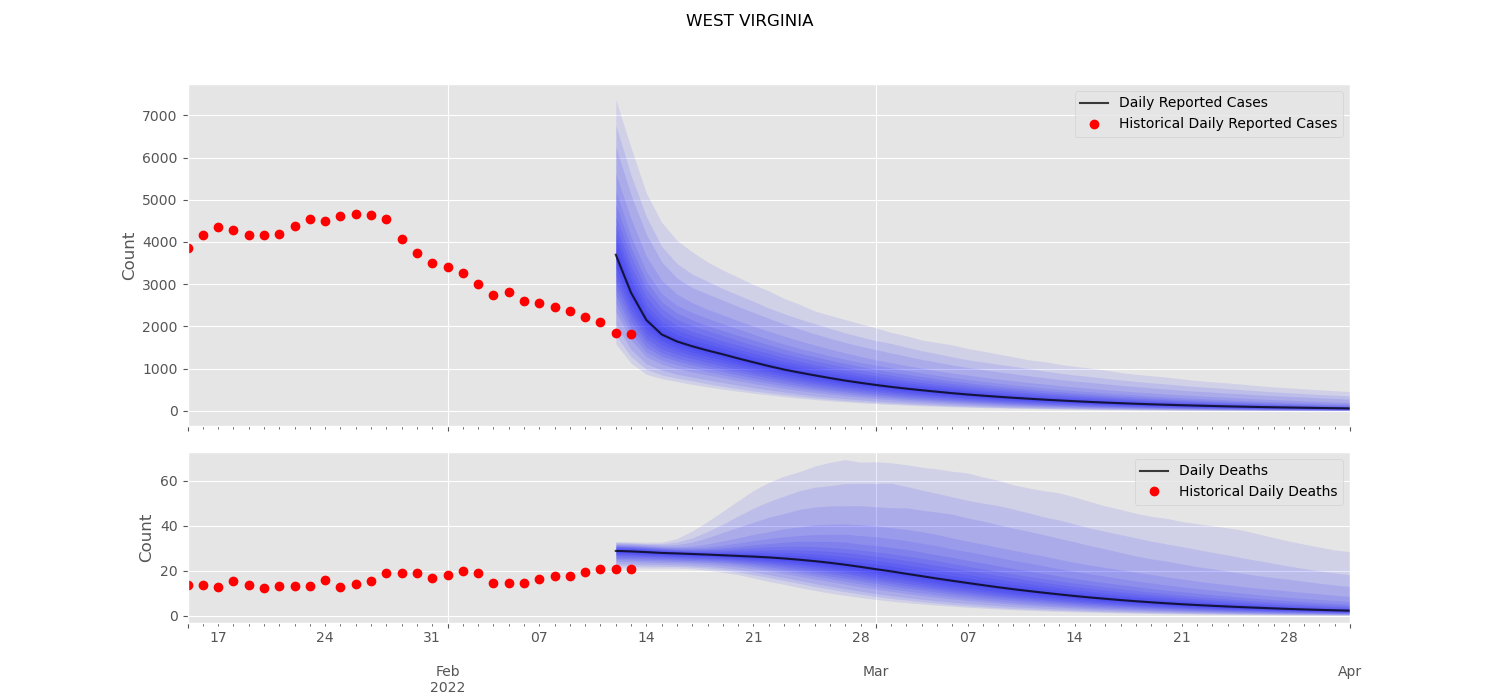 WEST VIRGINIA
Daily Reported Cases
Historical Daily Reported Cases
7000
6000
5000
4000
3000
2000
1000
0
Count
Daily Deaths
Historical Daily Deaths
60
40
20
0
Count
17 24 31 07 14 21 28 07 14 21 28
Feb Mar Apr
2022